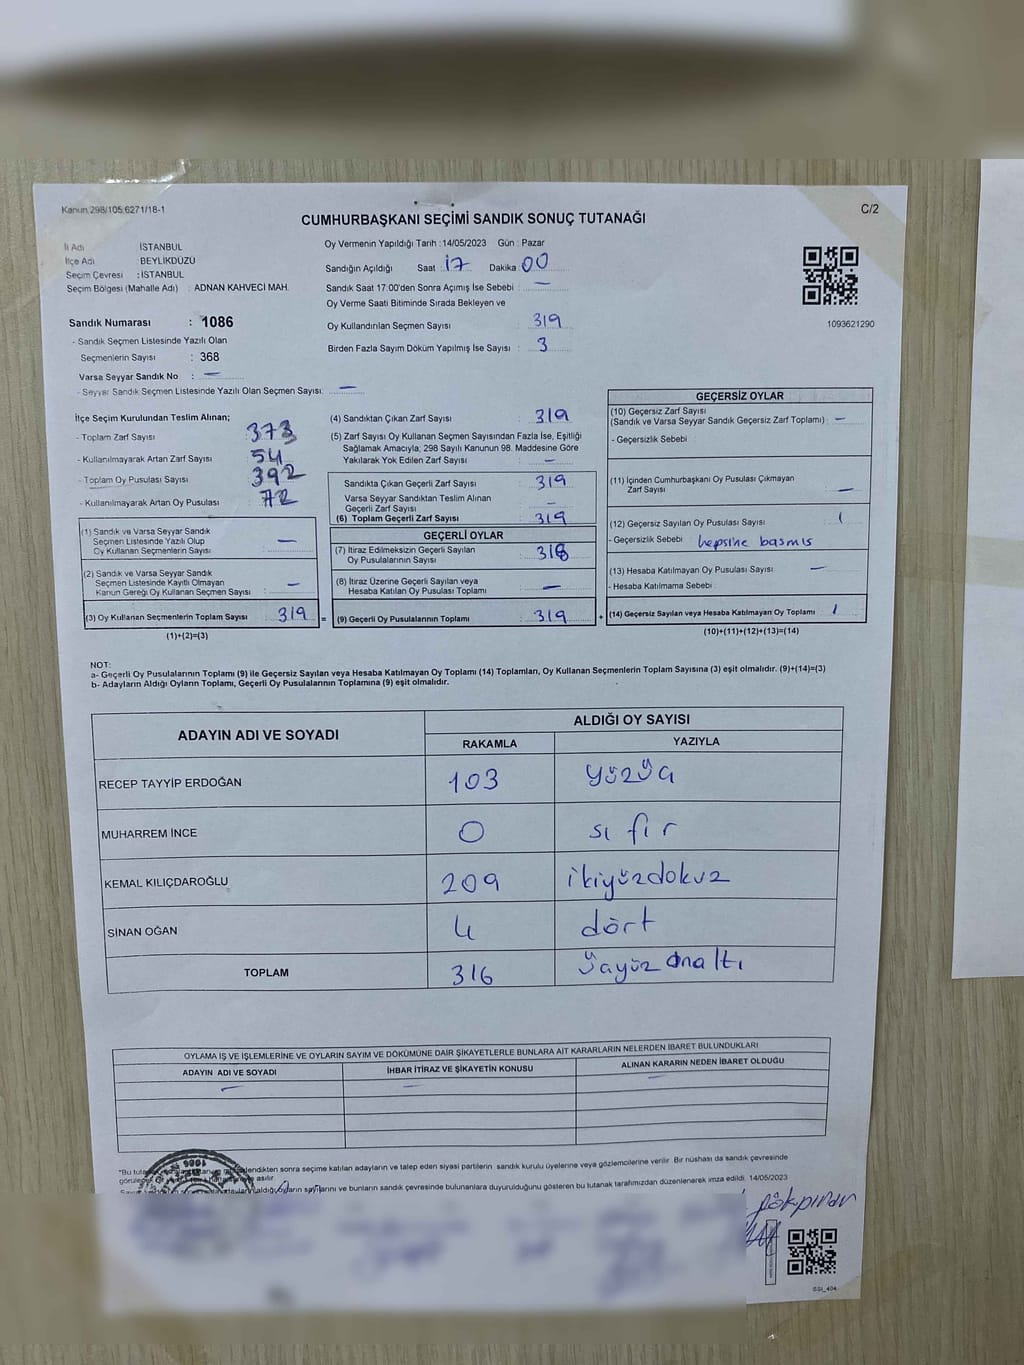 Kanun 298/105 6271/18-1
C/2
CUMHURBAŞKANI SEÇİMİ SANDIK SONUÇ TUTANAĞI
İl Adı İSTANBUL
İlçe Adı : BEYLİKDÜZÜ
Seçim Çevresi : İSTANBUL
Seçim Bölgesi (Mahalle Adı) : ADNAN KAHVECİ MAH.
Oy Vermenin Yapıldığı Tarih : 14/05/2023 Gün : Pazar
Sandığın Açıldığı Saat 17 Dakika 00
Sandık Saat 17:00'den Sonra Açımış İse Sebebi : —
Oy Verme Saati Bitiminde Sırada Bekleyen ve
Oy Kullandırılan Seçmen Sayısı : 319
Birden Fazla Sayım Döküm Yapılmış İse Sayısı : 3
1093621290
Sandık Numarası : 1086
- Sandık Seçmen Listesinde Yazılı Olan
Seçmenlerin Sayısı : 368
Varsa Seyyar Sandık No : —
- Seyyar Sandık Seçmen Listesinde Yazılı Olan Seçmen Sayısı: —
İlçe Seçim Kurulundan Teslim Alınan;
- Toplam Zarf Sayısı : 373
- Kullanılmayarak Artan Zarf Sayısı : 54
- Toplam Oy Pusulası Sayısı : 392
- Kullanılmayarak Artan Oy Pusulası : 72
(1) Sandık ve Varsa Seyyar Sandık
Seçmen Listesinde Yazılı Olup
Oy Kullanan Seçmenlerin Sayısı : —
(2) Sandık ve Varsa Seyyar Sandık
Seçmen Listesinde Kayıtlı Olmayan
Kanun Gereği Oy Kullanan Seçmen Sayısı : —
(3) Oy Kullanan Seçmenlerin Toplam Sayısı : 319
(1)+(2)=(3)
(4) Sandıktan Çıkan Zarf Sayısı : 319
(5) Zarf Sayısı Oy Kullanan Seçmen Sayısından Fazla İse, Eşitliği
Sağlamak Amacıyla, 298 Sayılı Kanunun 98. Maddesine Göre
Yakılarak Yok Edilen Zarf Sayısı : —
Sandıkta Çıkan Geçerli Zarf Sayısı : 319
Varsa Seyyar Sandıktan Teslim Alınan
Geçerli Zarf Sayısı : —
(6) Toplam Geçerli Zarf Sayısı : 319
GEÇERLİ OYLAR
(7) İtiraz Edilmeksizin Geçerli Sayılan
Oy Pusulalarının Sayısı : 318
(8) İtiraz Üzerine Geçerli Sayılan veya
Hesaba Katılan Oy Pusulası Toplamı : —
= (9) Geçerli Oy Pusulalarının Toplamı : 319 +
GEÇERSİZ OYLAR
(10) Geçersiz Zarf Sayısı
(Sandık ve Varsa Seyyar Sandık Geçersiz Zarf Toplamı) : —
- Geçersizlik Sebebi
(11) İçinden Cumhurbaşkanı Oy Pusulası Çıkmayan
Zarf Sayısı : —
(12) Geçersiz Sayılan Oy Pusulası Sayısı : 1
- Geçersizlik Sebebi hepsine basmıs
(13) Hesaba Katılmayan Oy Pusulası Sayısı : —
- Hesaba Katılmama Sebebi :
(14) Geçersiz Sayılan veya Hesaba Katılmayan Oy Toplamı : 1
(10)+(11)+(12)+(13)=(14)
NOT:
a- Geçerli Oy Pusulalarının Toplamı (9) ile Geçersiz Sayılan veya Hesaba Katılmayan Oy Toplamı (14) Toplamları, Oy Kullanan Seçmenlerin Toplam Sayısına (3) eşit olmalıdır. (9)+(14)=(3)
b- Adayların Aldığı Oyların Toplamı, Geçerli Oy Pusulalarının Toplamına (9) eşit olmalıdır.
ADAYIN ADI VE SOYADI
ALDIĞI OY SAYISI
RAKAMLA YAZIYLA
RECEP TAYYİP ERDOĞAN 103 yüzüç
MUHARREM İNCE 0 sıfır
KEMAL KILIÇDAROĞLU 209 ikiyüzdokuz
SİNAN OĞAN 4 dört
TOPLAM 316 üçyüz onaltı
OYLAMA İŞ VE İŞLEMLERİNE VE OYLARIN SAYIM VE DÖKÜMÜNE DAİR ŞİKAYETLERLE BUNLARA AİT KARARLARIN NELERDEN İBARET BULUNDUKLARI
ADAYIN ADI VE SOYADI İHBAR İTİRAZ VE ŞİKAYETİN KONUSU ALINAN KARARIN NEDEN İBARET OLDUĞU
— — —
1086
lendikten sonra seçime katılan adayların ve talep eden siyasi partilerin sandık kurulu üyelerine veya gözlemcilerine verilir. Bir nüshası da sandık çevresinde
asılır.
aldığı oyların sayılarını ve bunların sandık çevresinde bulunanlara duyurulduğunu gösteren bu tutanak tarafımızdan düzenlenerek imza edildi. 14/05/2023
SSI_404